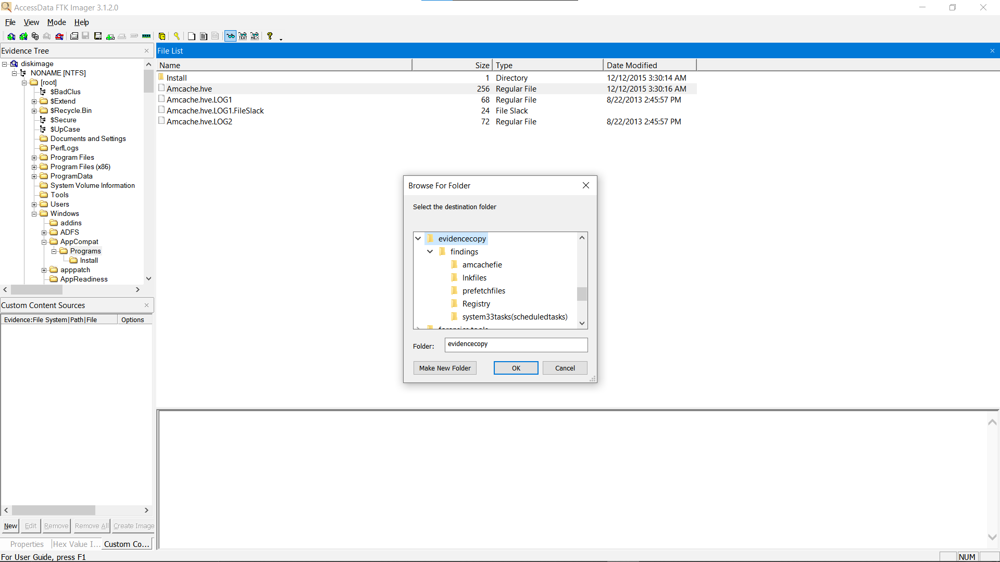 AccessData FTK Imager 3.1.2.0
File View Mode Help
Evidence Tree
diskimage
NONAME [NTFS]
[root]
$BadClus
$Extend
$Recycle.Bin
$Secure
$UpCase
Documents and Settings
PerfLogs
Program Files
Program Files (x86)
ProgramData
System Volume Information
Tools
Users
Windows
addins
ADFS
AppCompat
Programs
Install
apppatch
AppReadiness
Custom Content Sources
Evidence:File System|Path|File Options
New Edit Remove Remove All Create Image
Properties Hex Value I... Custom Co...
For User Guide, press F1
File List
Name Size Type Date Modified
Install 1 Directory 12/12/2015 3:30:14 AM
Amcache.hve 256 Regular File 12/12/2015 3:30:16 AM
Amcache.hve.LOG1 68 Regular File 8/22/2013 2:45:57 PM
Amcache.hve.LOG1.FileSlack 24 File Slack
Amcache.hve.LOG2 72 Regular File 8/22/2013 2:45:57 PM
Browse For Folder
Select the destination folder
evidencecopy
findings
amcachefie
lnkfiles
prefetchfiles
Registry
system33tasks(scheduledtasks)
Folder: evidencecopy
Make New Folder OK Cancel
NUM